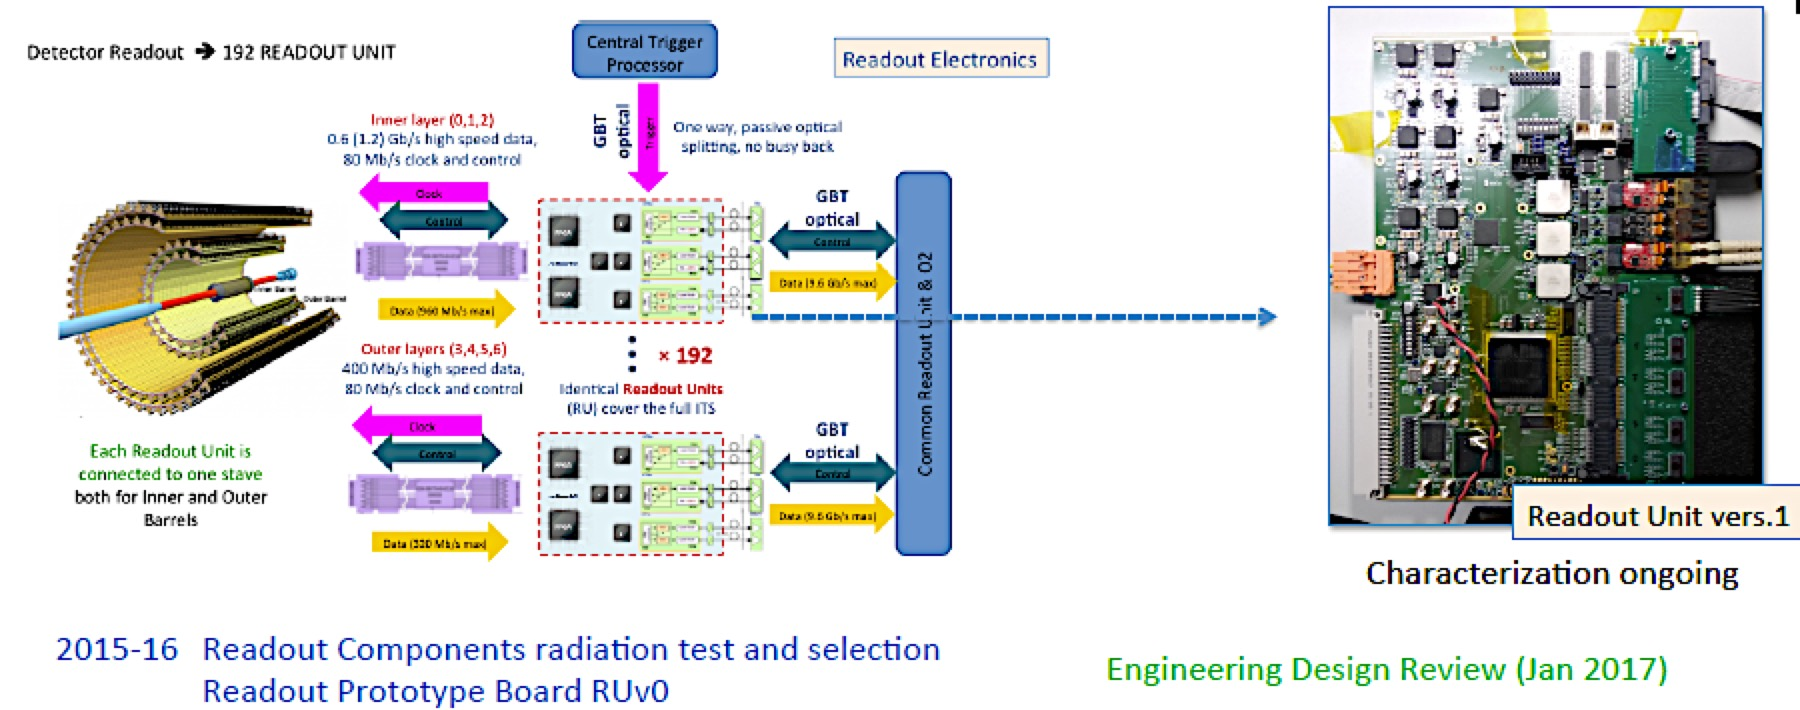 Detector Readout → 192 READOUT UNIT
Central Trigger
Processor
Readout Electronics
Inner layer (0,1,2)
0.6 (1.2) Gb/s high speed data,
80 Mb/s clock and control
GBT
optical
Trigger
One way, passive optical
splitting, no busy back
Clock
Control
Data (960 Mb/s max)
GBT
optical
Control
Data (9.6 Gb/s max)
Common Readout Unit & O2
Inner Barrel
Outer Barrel
Outer layers (3,4,5,6)
400 Mb/s high speed data,
80 Mb/s clock and control
× 192
Identical Readout Units
(RU) cover the full ITS
Each Readout Unit is
connected to one stave
both for Inner and Outer
Barrels
Clock
Control
Data (320 Mb/s max)
GBT
optical
Control
Data (9.6 Gb/s max)
Readout Unit vers.1
Characterization ongoing
2015-16 Readout Components radiation test and selection
Readout Prototype Board RUv0
Engineering Design Review (Jan 2017)